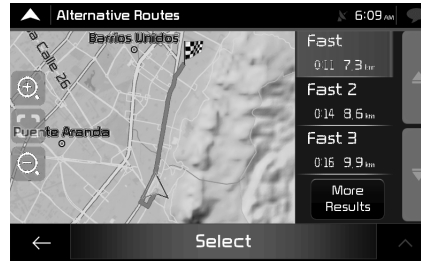 Alternative Routes
6:09 AM
Barrios Unidos
Calle 26
Puente Aranda
Fast
0:11 7.3 km
Fast 2
0:14 8.6 km
Fast 3
0:16 9.9 km
More
Results
Select